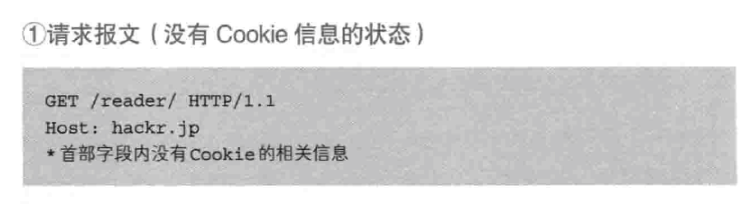 ①请求报文（没有 Cookie 信息的状态）
GET /reader/ HTTP/1.1
Host: hackr.jp
*首部字段内没有Cookie的相关信息